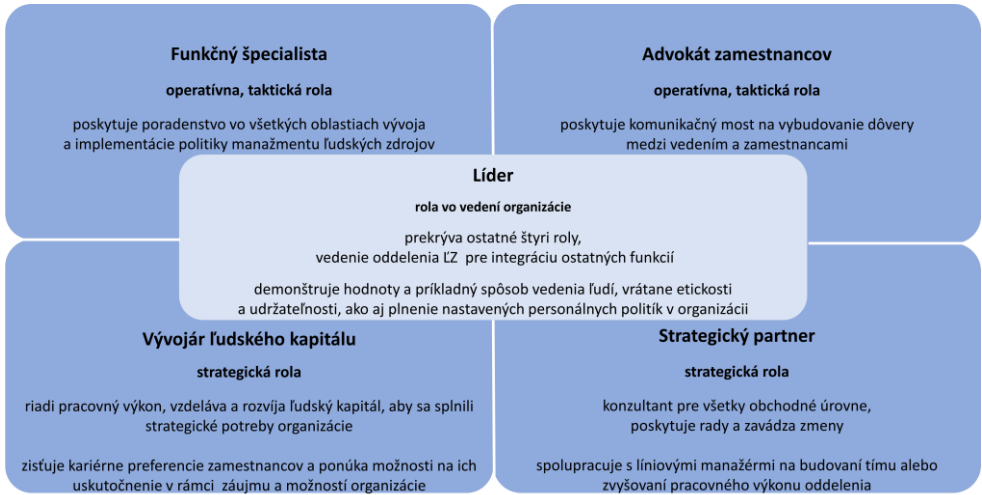 Funkčný špecialista
operatívna, taktická rola
poskytuje poradenstvo vo všetkých oblastiach vývoja
a implementácie politiky manažmentu ľudských zdrojov
Advokát zamestnancov
operatívna, taktická rola
poskytuje komunikačný most na vybudovanie dôvery
medzi vedením a zamestnancami
Líder
rola vo vedení organizácie
prekrýva ostatné štyri roly,
vedenie oddelenia ĽZ pre integráciu ostatných funkcií
demonštruje hodnoty a príkladný spôsob vedenia ľudí, vrátane etickosti
a udržateľnosti, ako aj plnenie nastavených personálnych politík v organizácii
Vývojár ľudského kapitálu
strategická rola
riadi pracovný výkon, vzdeláva a rozvíja ľudský kapitál, aby sa splnili
strategické potreby organizácie
zisťuje kariérne preferencie zamestnancov a ponúka možnosti na ich
uskutočnenie v rámci záujmu a možností organizácie
Strategický partner
strategická rola
konzultant pre všetky obchodné úrovne,
poskytuje rady a zavádza zmeny
spolupracuje s líniovými manažérmi na budovaní tímu alebo
zvyšovaní pracovného výkonu oddelenia